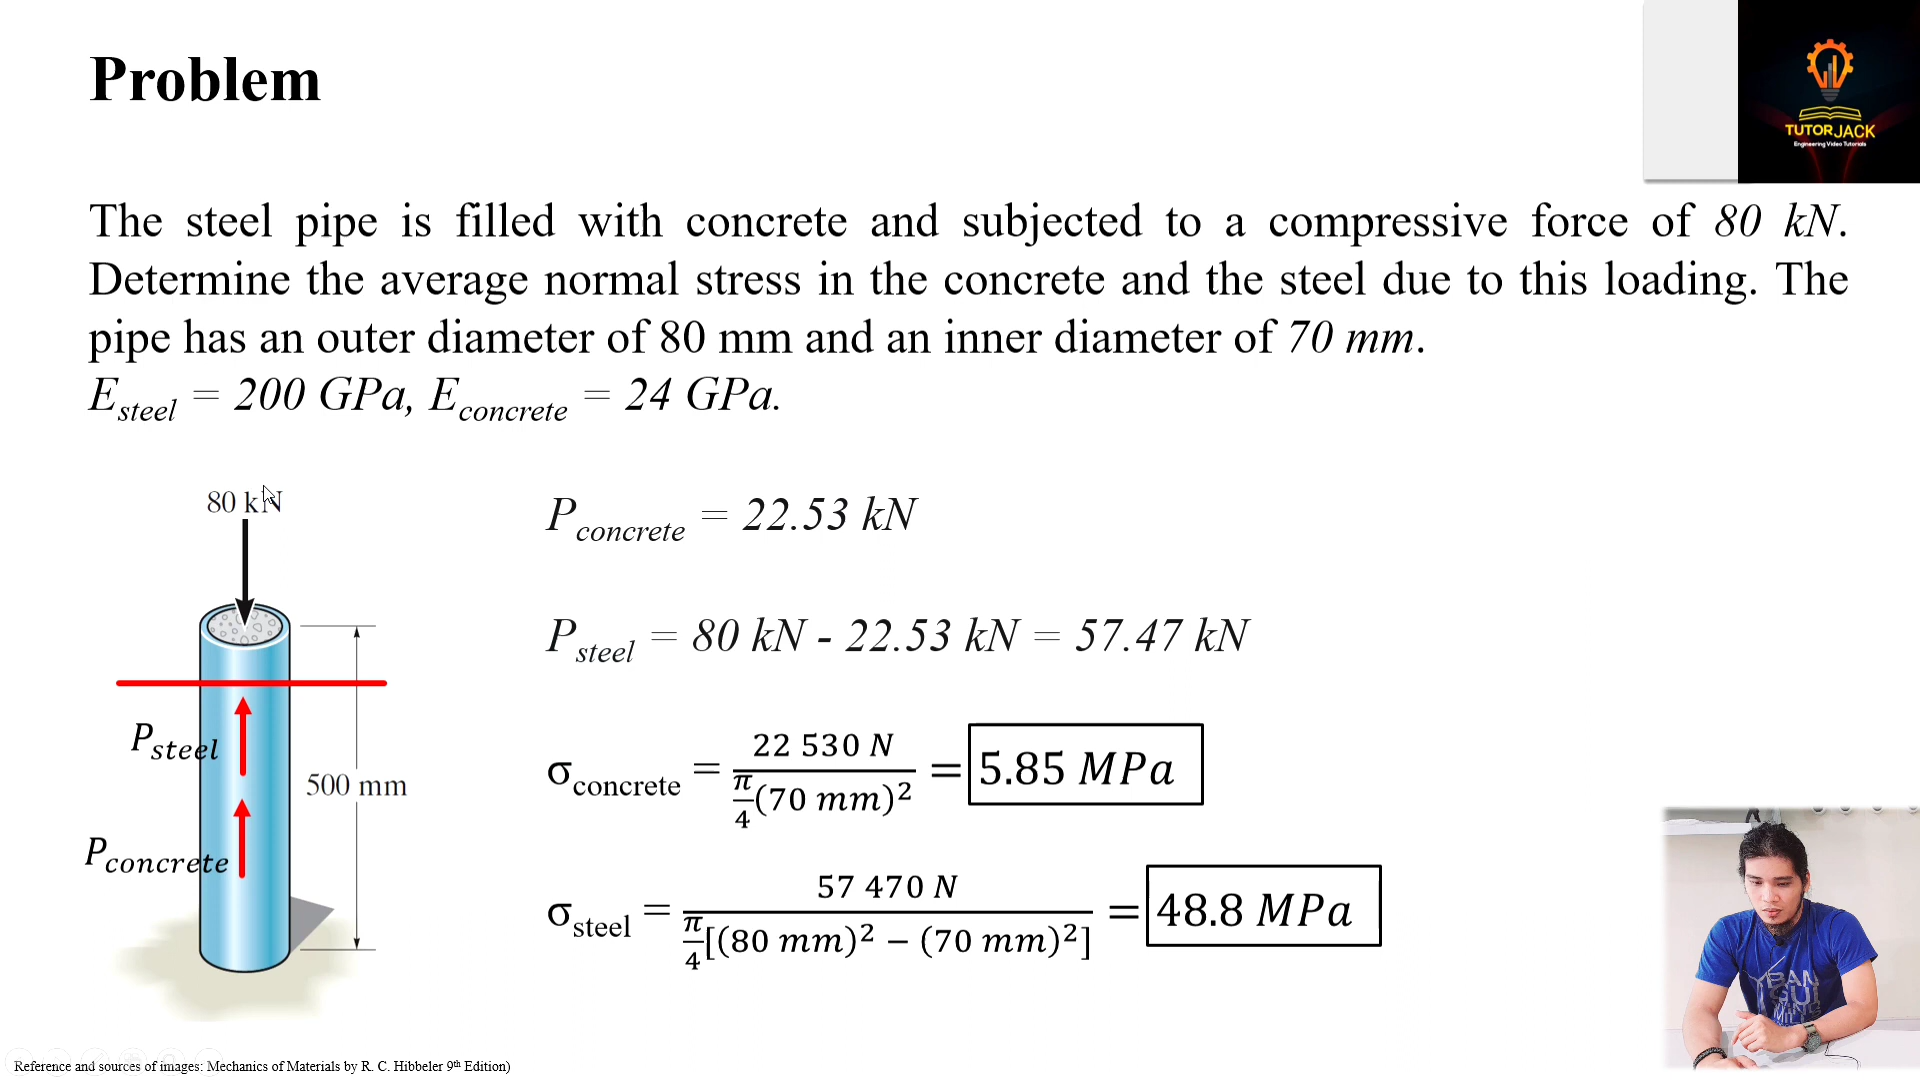 Problem
TUTORJACK
Engineering Video Tutorials
The steel pipe is filled with concrete and subjected to a compressive force of 80 kN.
Determine the average normal stress in the concrete and the steel due to this loading. The
pipe has an outer diameter of 80 mm and an inner diameter of 70 mm.
E_steel = 200 GPa, E_concrete = 24 GPa.
80 kN
P_steel
500 mm
P_concrete
P_concrete = 22.53 kN
P_steel = 80 kN - 22.53 kN = 57.47 kN
σ_concrete = 22 530 N / π/4 (70 mm)² = 5.85 MPa
σ_steel = 57 470 N / π/4 [(80 mm)² − (70 mm)²] = 48.8 MPa
BAN
GUI
Reference and sources of images: Mechanics of Materials by R. C. Hibbeler 9th Edition)